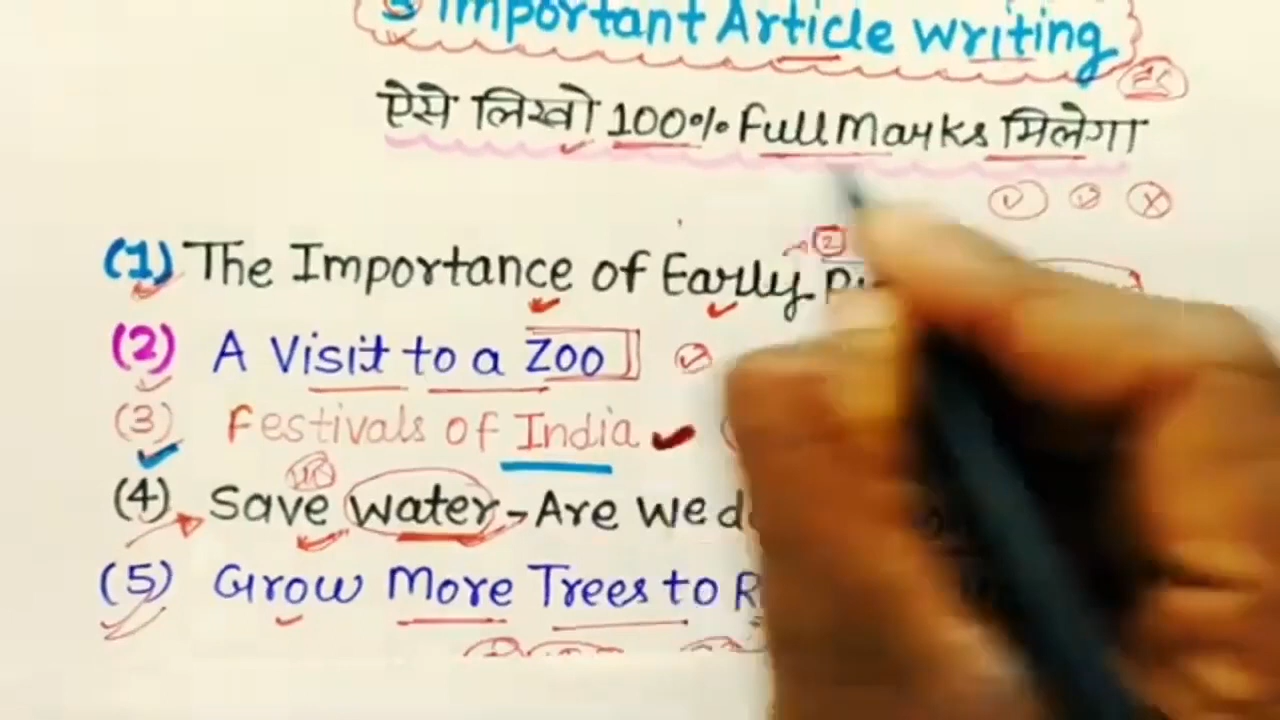 5 Important Article writing
ऐसे लिखो 100% Full Marks मिलेगा
(1) The Importance of Early
(2) A Visit to a Zoo
(3) Festivals of India
(4) Save water - Are we
(5) Grow More Trees to